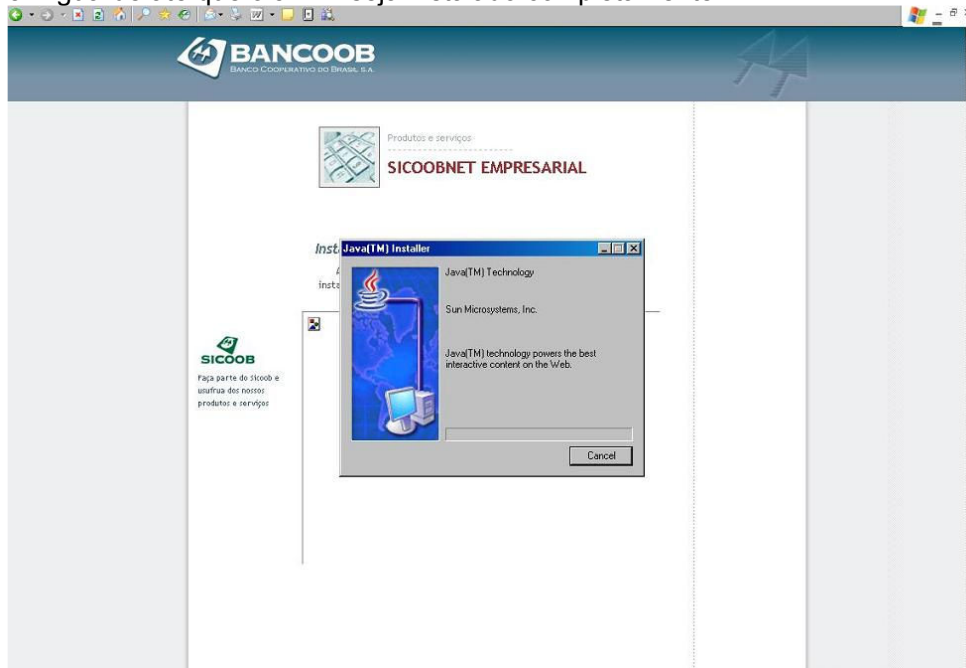 BANCOOB
BANCO COOPERATIVO DO BRASIL S.A.
Produtos e serviços
SICOOBNET EMPRESARIAL
Inst
Java(TM) Installer
insta
Java(TM) Technology
Sun Microsystems, Inc.
Java(TM) technology powers the best
interactive content on the Web.
Cancel
SICOOB
Faça parte do Sicoob e
usufrua dos nossos
produtos e serviços